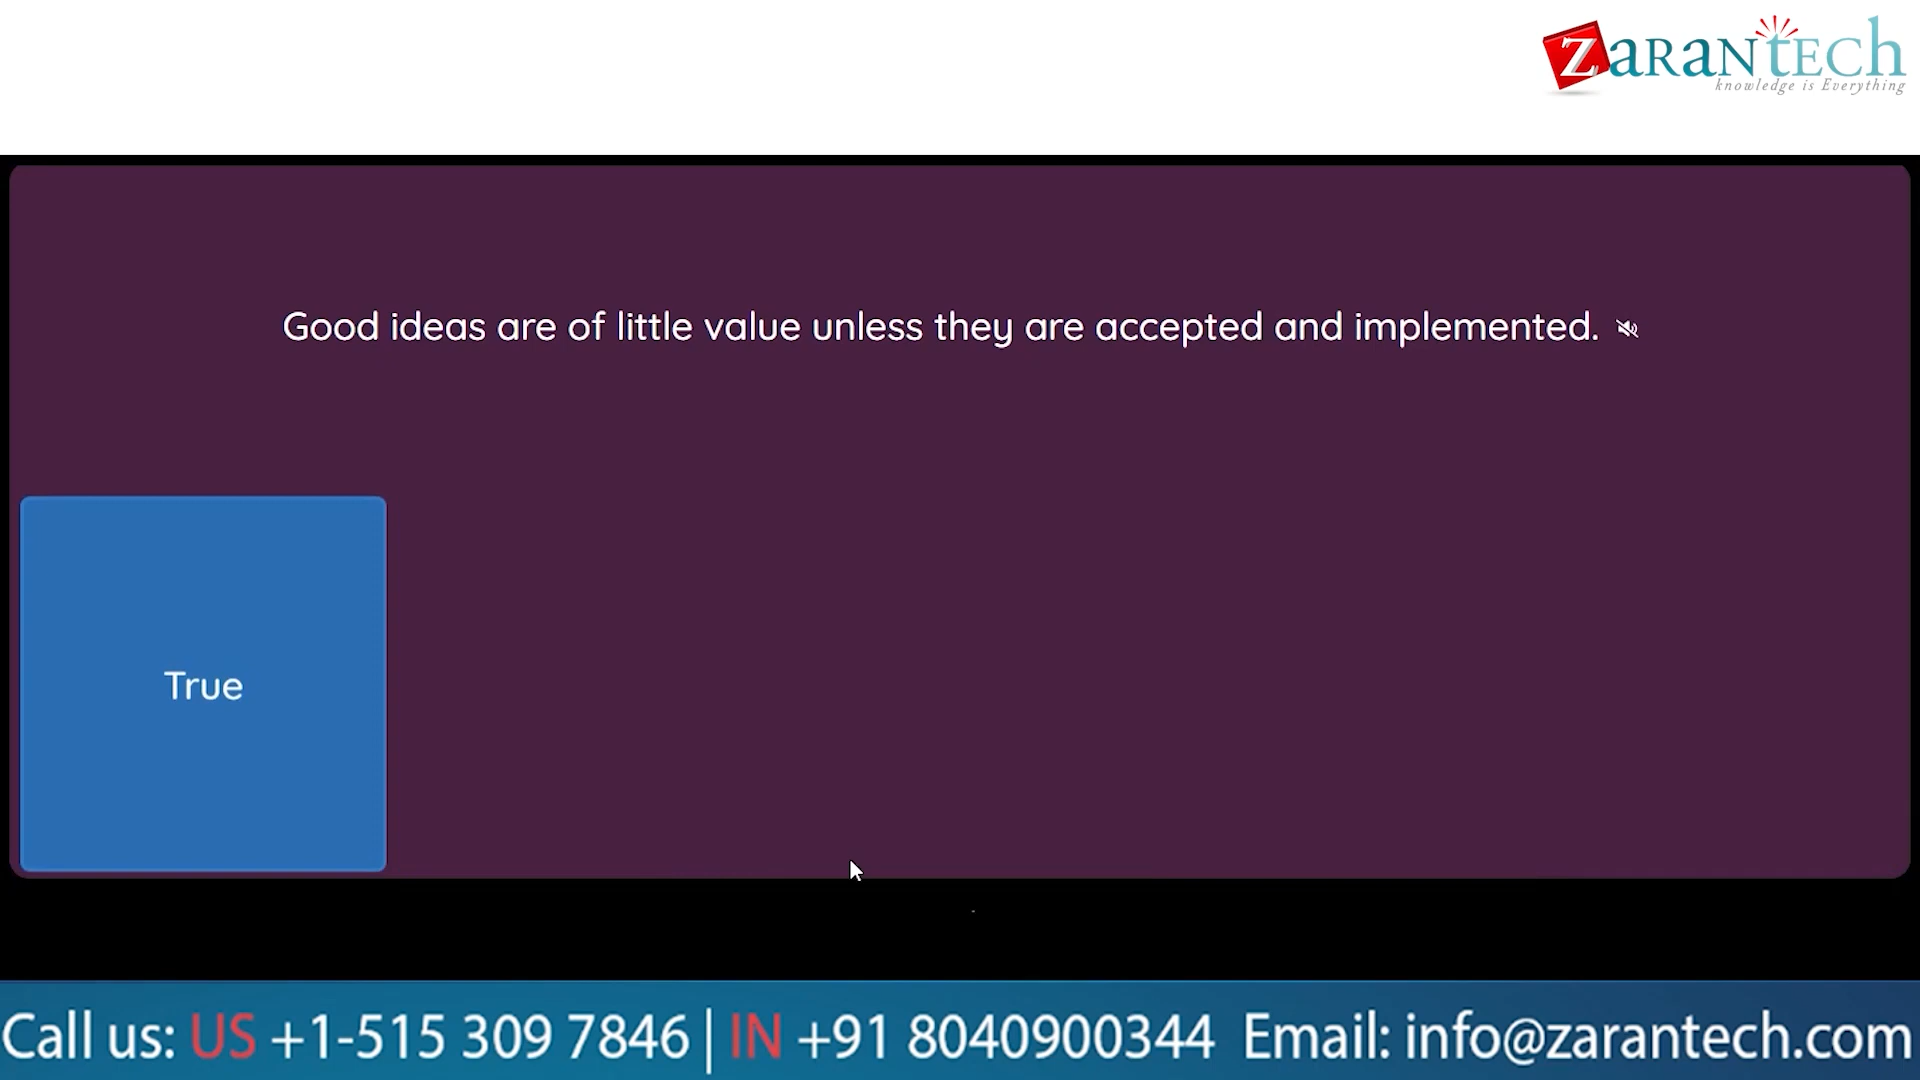 ZaranTech
knowledge is Everything
Good ideas are of little value unless they are accepted and implemented.
True
Call us: US +1-515 309 7846 | IN +91 8040900344 Email: info@zarantech.com